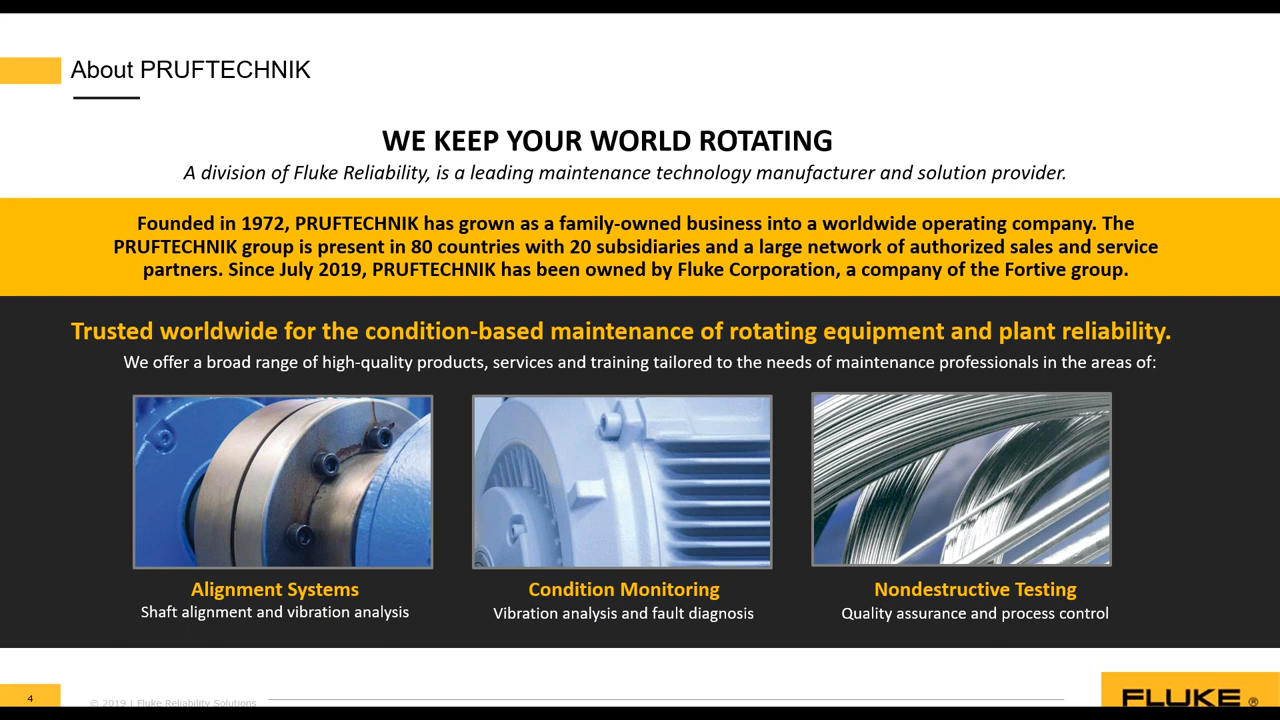 About PRUFTECHNIK
WE KEEP YOUR WORLD ROTATING
A division of Fluke Reliability, is a leading maintenance technology manufacturer and solution provider.
Founded in 1972, PRUFTECHNIK has grown as a family-owned business into a worldwide operating company. The
PRUFTECHNIK group is present in 80 countries with 20 subsidiaries and a large network of authorized sales and service
partners. Since July 2019, PRUFTECHNIK has been owned by Fluke Corporation, a company of the Fortive group.
Trusted worldwide for the condition-based maintenance of rotating equipment and plant reliability.
We offer a broad range of high-quality products, services and training tailored to the needs of maintenance professionals in the areas of:
Alignment Systems
Shaft alignment and vibration analysis
Condition Monitoring
Vibration analysis and fault diagnosis
Nondestructive Testing
Quality assurance and process control
4
© 2019 | Fluke Reliability Solutions
FLUKE ®